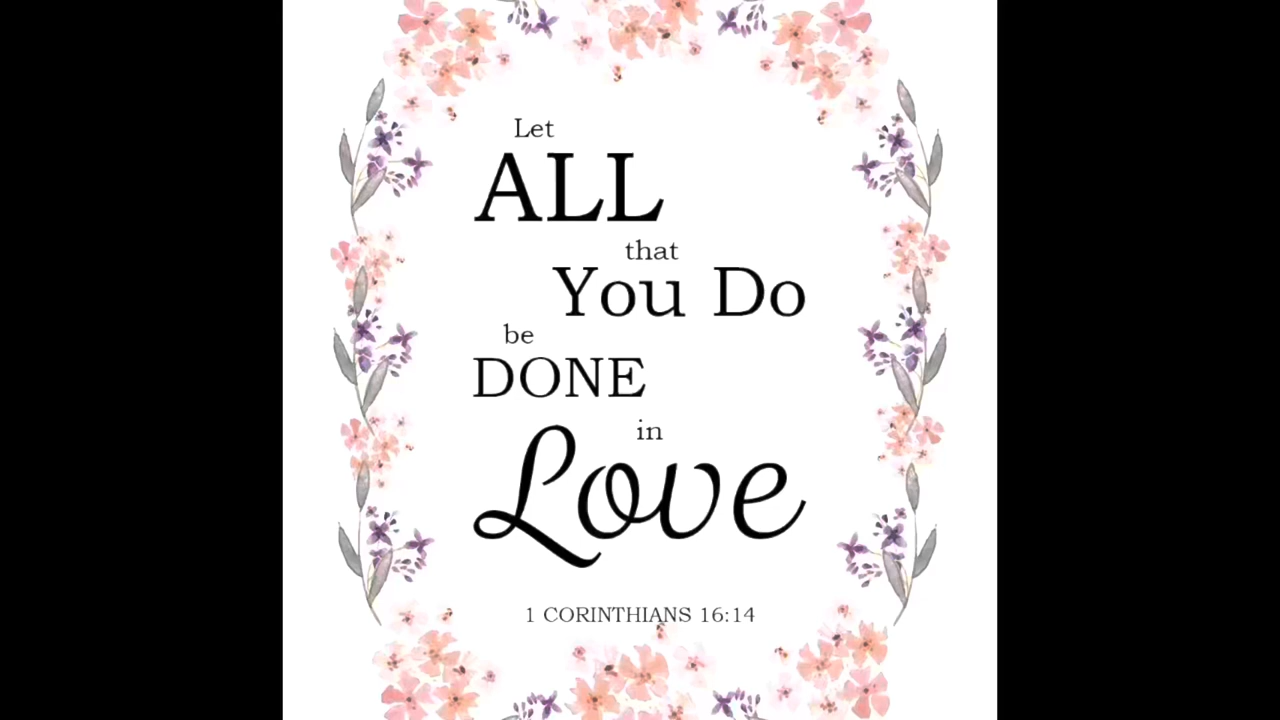 Let
ALL
that
You Do
be
DONE
in
Love
1 CORINTHIANS 16:14